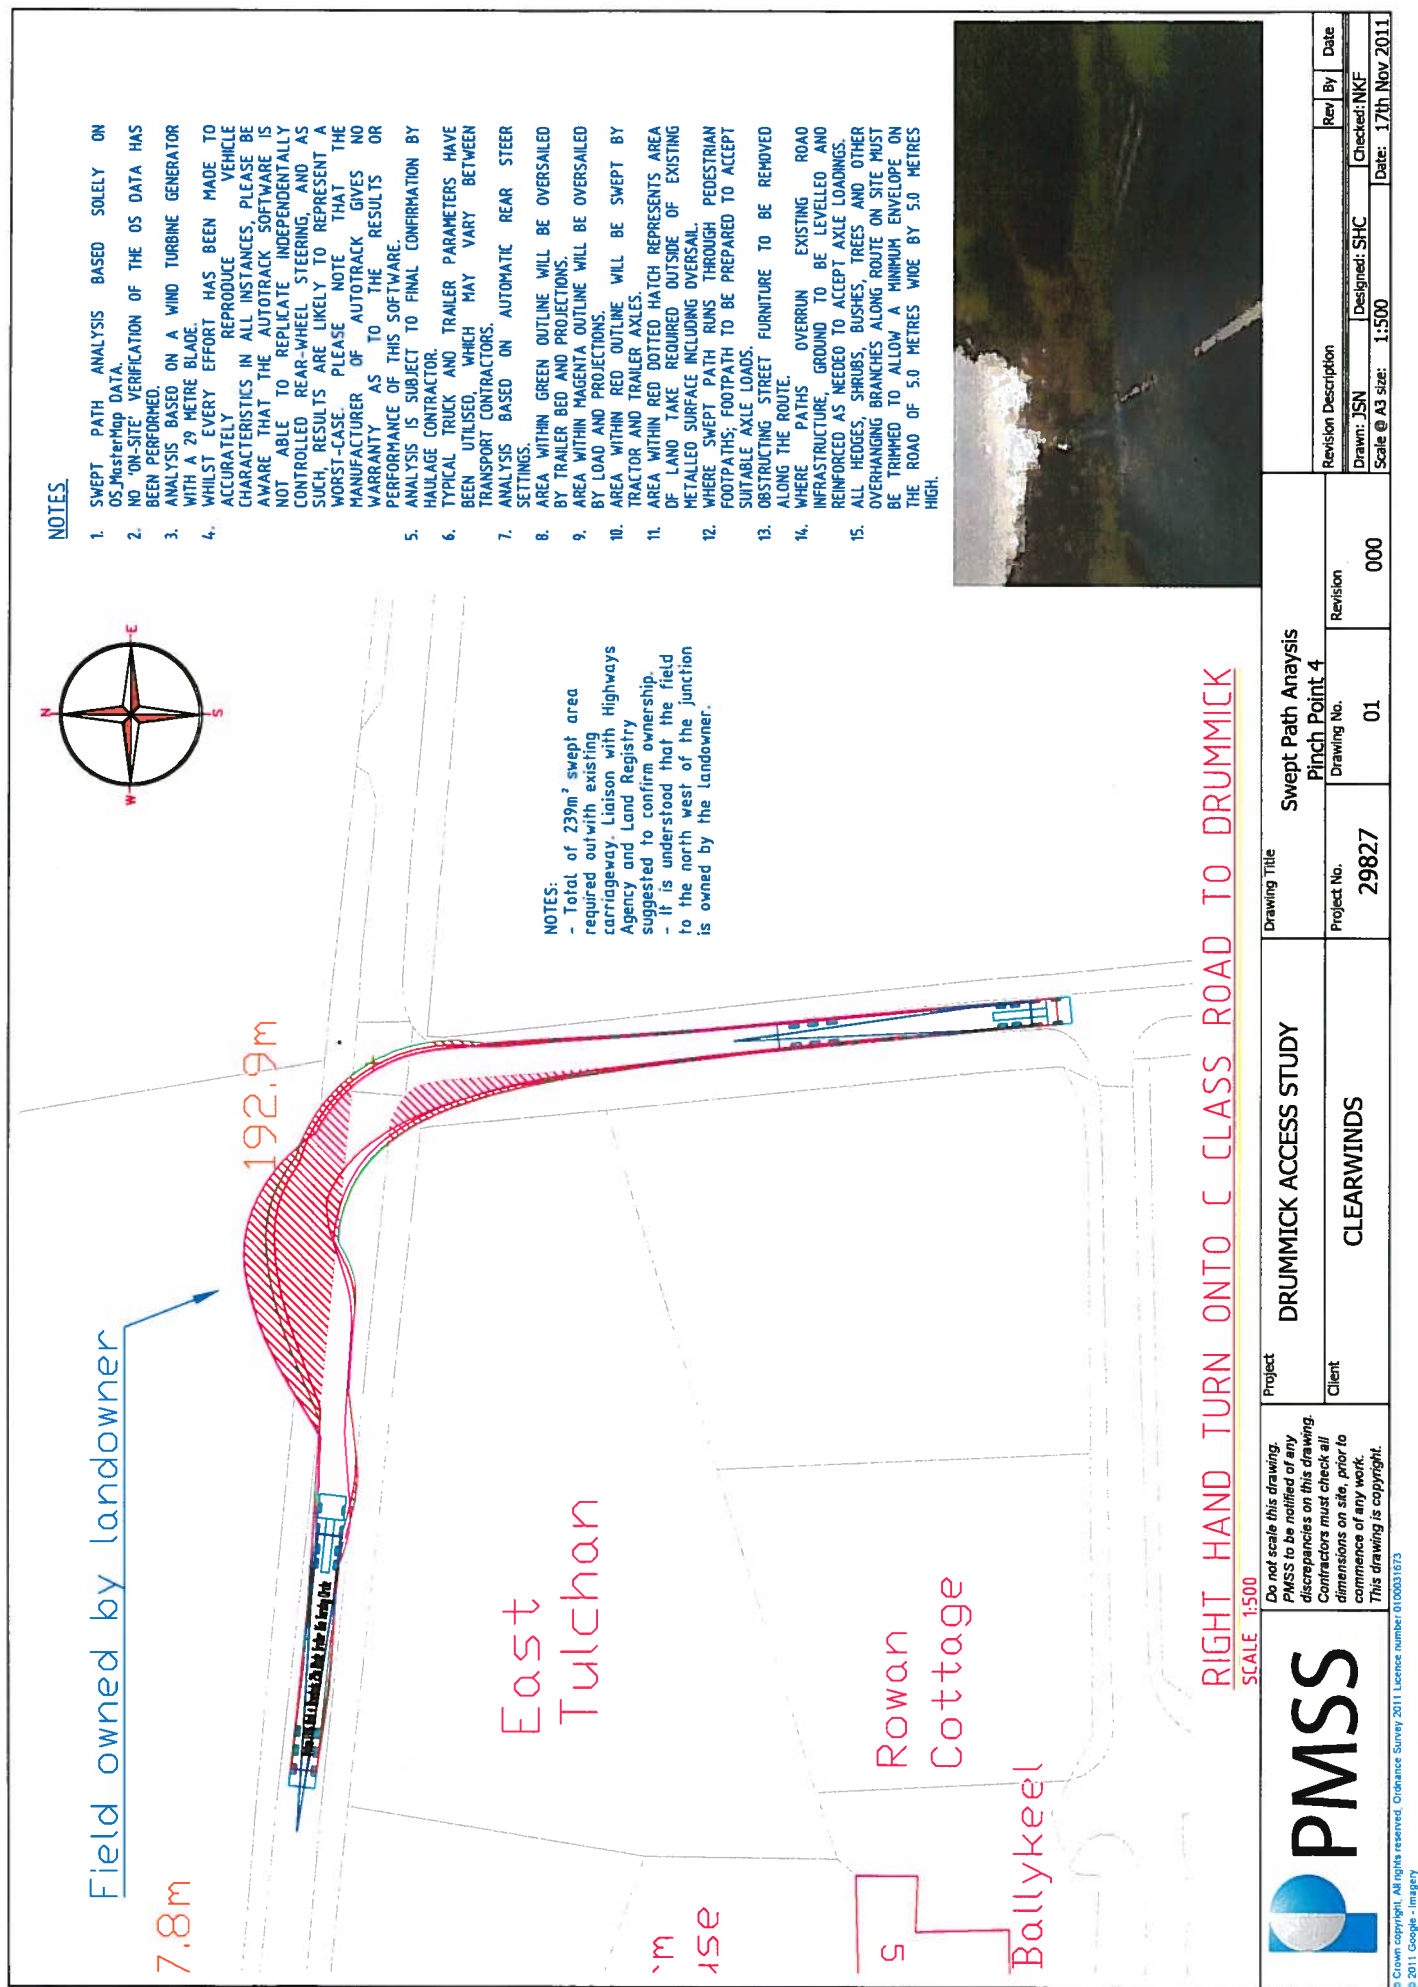 Field owned by landowner
7.8m
192.9m
N
E
S
W
East
Tulchan
Rowan
Cottage
Ballykeel
'm
use
S
NOTES:
- Total of 239m² swept area
required outwith existing
carriageway. Liaison with Highways
Agency and Land Registry
suggested to confirm ownership.
- It is understood that the field
to the north west of the junction
is owned by the landowner.
NOTES
1. SWEPT PATH ANALYSIS BASED SOLELY ON
OS_MasterMap DATA.
2. NO 'ON-SITE' VERIFICATION OF THE OS DATA HAS
BEEN PERFORMED.
3. ANALYSIS BASED ON A WIND TURBINE GENERATOR
WITH A 29 METRE BLADE.
4. WHILST EVERY EFFORT HAS BEEN MADE TO
ACCURATELY REPRODUCE VEHICLE
CHARACTERISTICS IN ALL INSTANCES, PLEASE BE
AWARE THAT THE AUTOTRACK SOFTWARE IS
NOT ABLE TO REPLICATE INDEPENDENTLY
CONTROLLED REAR-WHEEL STEERING, AND AS
SUCH, RESULTS ARE LIKELY TO REPRESENT A
WORST-CASE. PLEASE NOTE THAT THE
MANUFACTURER OF AUTOTRACK GIVES NO
WARRANTY AS TO THE RESULTS OR
PERFORMANCE OF THIS SOFTWARE.
5. ANALYSIS IS SUBJECT TO FINAL CONFIRMATION BY
HAULAGE CONTRACTOR.
6. TYPICAL TRUCK AND TRAILER PARAMETERS HAVE
BEEN UTILISED, WHICH MAY VARY BETWEEN
TRANSPORT CONTRACTORS.
7. ANALYSIS BASED ON AUTOMATIC REAR STEER
SETTINGS.
8. AREA WITHIN GREEN OUTLINE WILL BE OVERSAILED
BY TRAILER BED AND PROJECTIONS.
9. AREA WITHIN MAGENTA OUTLINE WILL BE OVERSAILED
BY LOAD AND PROJECTIONS.
10. AREA WITHIN RED OUTLINE WILL BE SWEPT BY
TRACTOR AND TRAILER AXLES.
11. AREA WITHIN RED DOTTED HATCH REPRESENTS AREA
OF LAND TAKE REQUIRED OUTSIDE OF EXISTING
METALLED SURFACE INCLUDING OVERSAIL.
12. WHERE SWEPT PATH RUNS THROUGH PEDESTRIAN
FOOTPATHS; FOOTPATH TO BE PREPARED TO ACCEPT
SUITABLE AXLE LOADS.
13. OBSTRUCTING STREET FURNITURE TO BE REMOVED
ALONG THE ROUTE.
14. WHERE PATHS OVERRUN EXISTING ROAD
INFRASTRUCTURE, GROUND TO BE LEVELLED AND
REINFORCED AS NEEDED TO ACCEPT AXLE LOADINGS.
15. ALL HEDGES, SHRUBS, BUSHES, TREES AND OTHER
OVERHANGING BRANCHES ALONG ROUTE ON SITE MUST
BE TRIMMED TO ALLOW A MINIMUM ENVELOPE ON
THE ROAD OF 5.0 METRES WIDE BY 5.0 METRES
HIGH.
RIGHT HAND TURN ONTO C CLASS ROAD TO DRUMMICK
SCALE 1:500
PMSS
Do not scale this drawing.
PMSS to be notified of any
discrepancies on this drawing.
Contractors must check all
dimensions on site, prior to
commence of any work.
This drawing is copyright.
Project
DRUMMICK ACCESS STUDY
Client
CLEARWINDS
Drawing Title
Swept Path Anaysis
Pinch Point 4
Project No.
29827
Drawing No.
01
Revision
000
Revision Description
Rev
By
Date
Drawn: JSN
Designed: SHC
Checked: NKF
Scale @ A3 size: 1:500
Date: 17th Nov 2011
© Crown copyright, All rights reserved. Ordnance Survey 2011 Licence number 0100031673
© 2011 Google - Imagery